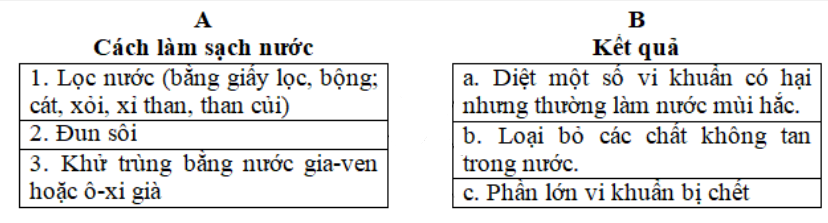 A
Cách làm sạch nước
1. Lọc nước (bằng giấy lọc, bộng;
cát, xỏi, xỉ than, than củi)
2. Đun sôi
3. Khử trùng bằng nước gia-ven
hoặc ô-xi già
B
Kết quả
a. Diệt một số vi khuẩn có hại
nhưng thường làm nước mùi hắc.
b. Loại bỏ các chất không tan
trong nước.
c. Phần lớn vi khuẩn bị chết